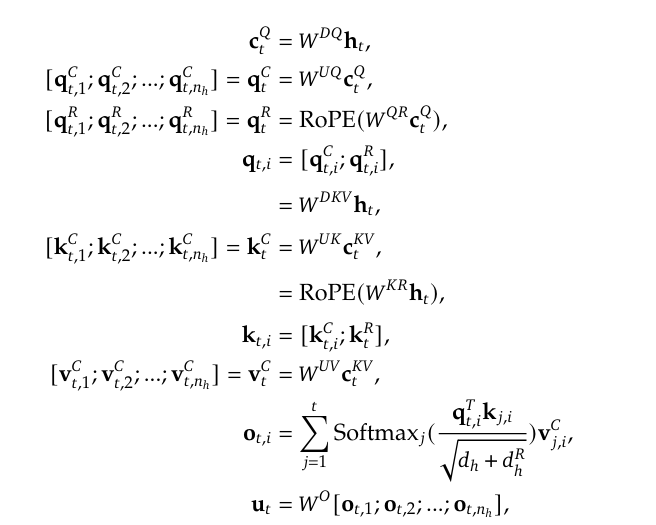 c_t^Q = W^{DQ} h_t,
[q_{t,1}^C; q_{t,2}^C; ...; q_{t,n_h}^C] = q_t^C = W^{UQ} c_t^Q,
[q_{t,1}^R; q_{t,2}^R; ...; q_{t,n_h}^R] = q_t^R = RoPE(W^{QR} c_t^Q),
q_{t,i} = [q_{t,i}^C; q_{t,i}^R],
= W^{DKV} h_t,
[k_{t,1}^C; k_{t,2}^C; ...; k_{t,n_h}^C] = k_t^C = W^{UK} c_t^{KV},
= RoPE(W^{KR} h_t),
k_{t,i} = [k_{t,i}^C; k_t^R],
[v_{t,1}^C; v_{t,2}^C; ...; v_{t,n_h}^C] = v_t^C = W^{UV} c_t^{KV},
o_{t,i} = \sum_{j=1}^{t} Softmax_j(\frac{q_{t,i}^T k_{j,i}}{\sqrt{d_h + d_h^R}}) v_{j,i}^C,
u_t = W^O [o_{t,1}; o_{t,2}; ...; o_{t,n_h}],